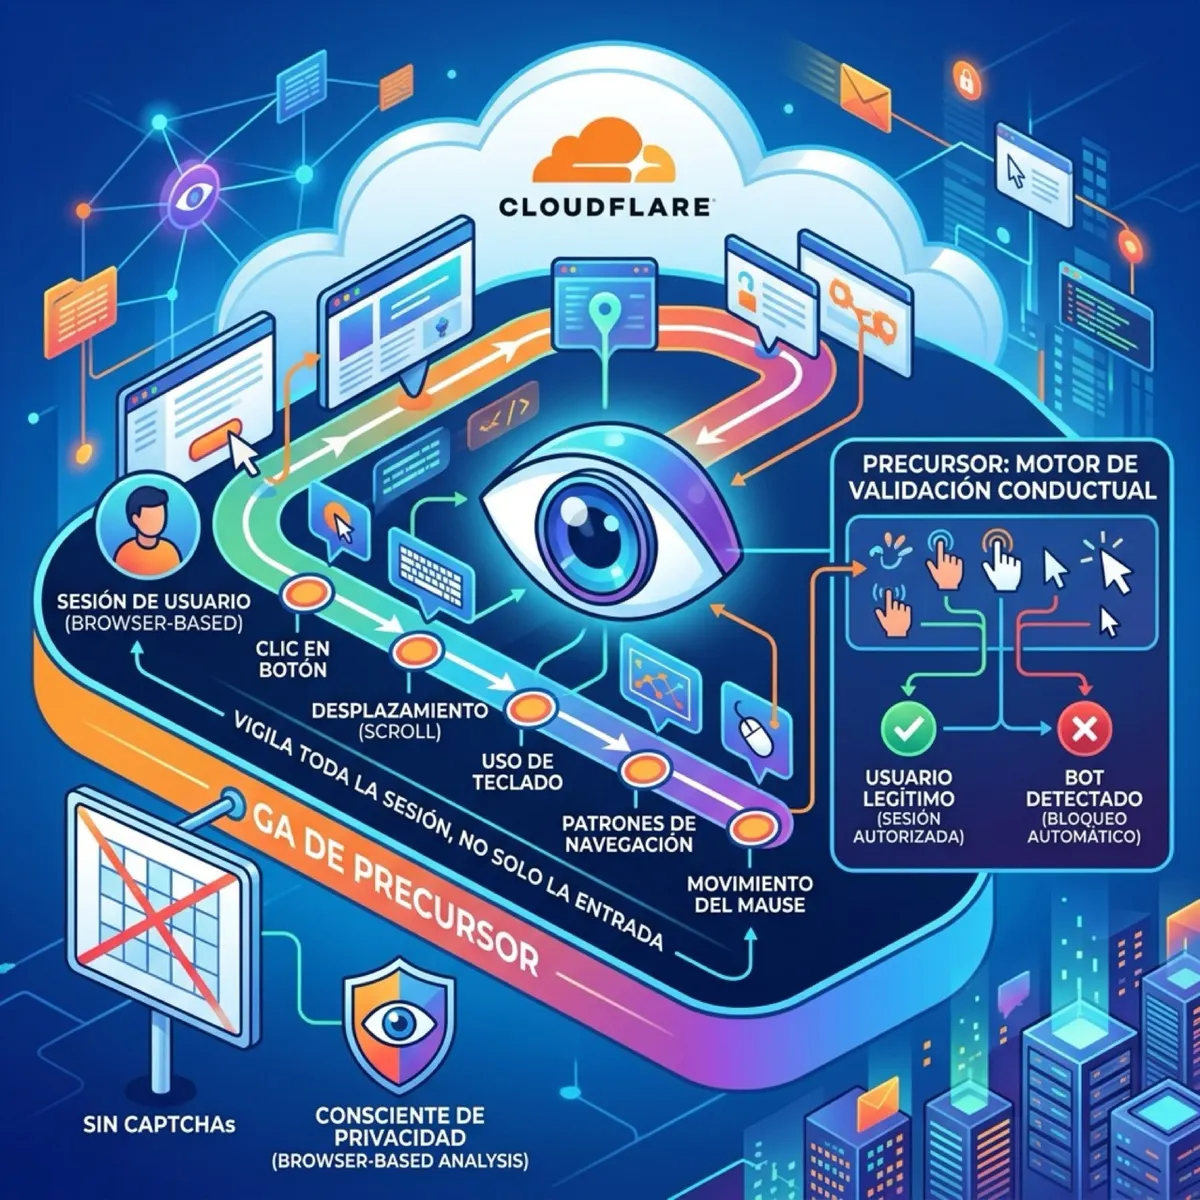 CLOUDFLARE
PRECURSOR: MOTOR DE
VALIDACIÓN CONDUCTUAL
SESIÓN DE USUARIO
(BROWSER-BASED)
CLIC EN
BOTÓN
DESPLAZAMIENTO
(SCROLL)
USO DE
TECLADO
PATRONES DE
NAVEGACIÓN
MOVIMIENTO
DEL MAUSE
USUARIO
LEGÍTIMO
(SESIÓN
AUTORIZADA)
BOT
DETECTADO
(BLOQUEO
AUTOMÁTICO)
VIGILA TODA LA SESIÓN, NO SOLO LA ENTRADA
GA DE PRECURSOR
SIN CAPTCHAs
CONSCIENTE DE
PRIVACIDAD
(BROWSER-BASED ANALYSIS)